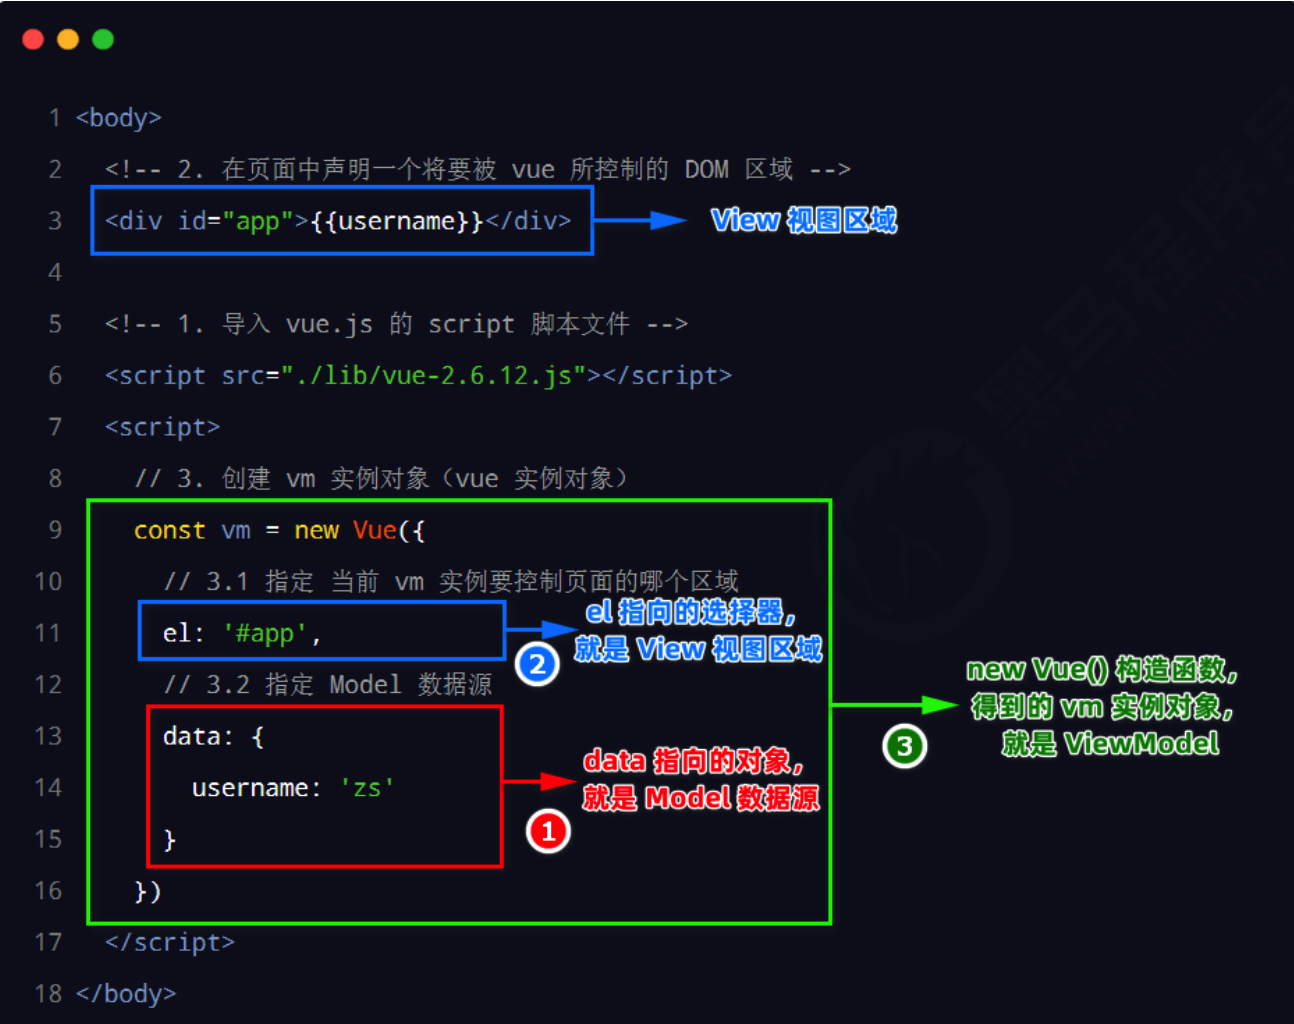 1 <body>
2 <!-- 2. 在页面中声明一个将要被 vue 所控制的 DOM 区域 -->
3 <div id="app">{{username}}</div>
View 视图区域
4
5 <!-- 1. 导入 vue.js 的 script 脚本文件 -->
6 <script src="./lib/vue-2.6.12.js"></script>
7 <script>
8 // 3. 创建 vm 实例对象（vue 实例对象）
9 const vm = new Vue({
10 // 3.1 指定 当前 vm 实例要控制页面的哪个区域
11 el: '#app',
el 指向的选择器，
就是 View 视图区域
2
12 // 3.2 指定 Model 数据源
13 data: {
14 username: 'zs'
15 }
data 指向的对象，
就是 Model 数据源
1
16 })
new Vue() 构造函数，
得到的 vm 实例对象，
就是 ViewModel
3
17 </script>
18 </body>
黑马程序员